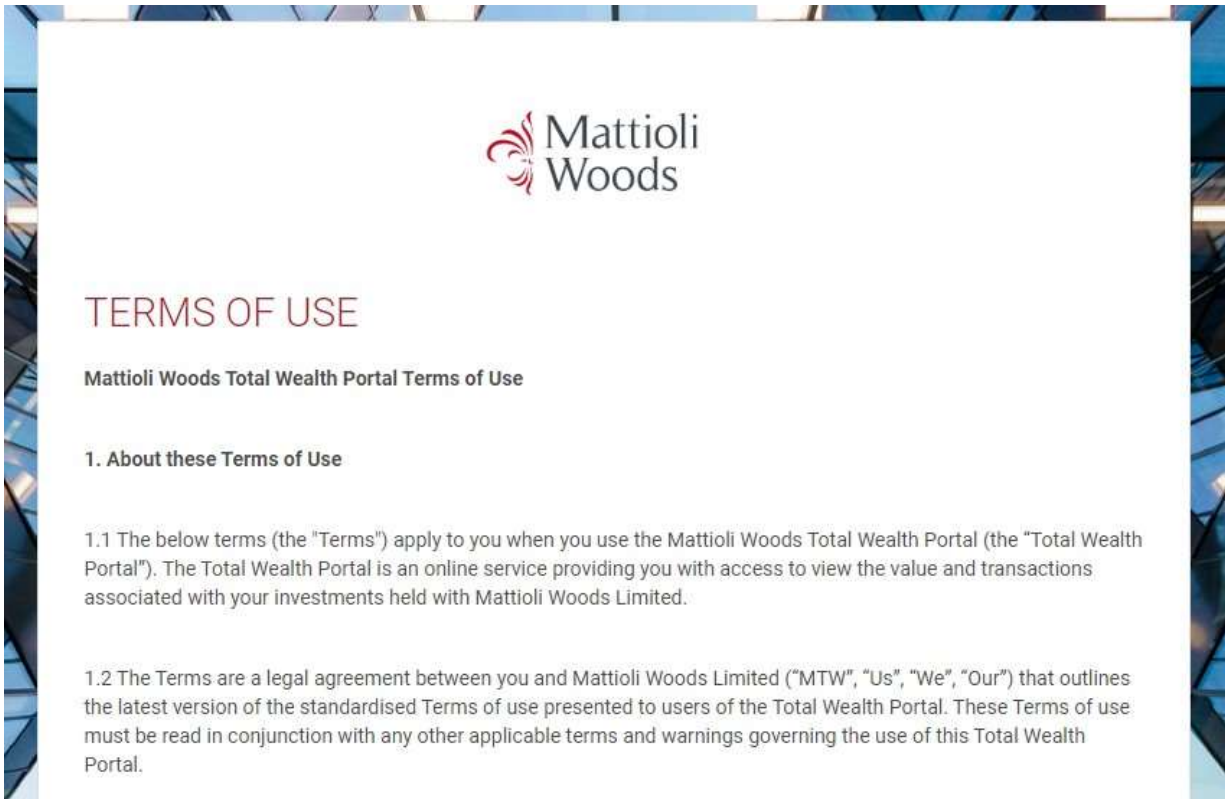 Mattioli
Woods
TERMS OF USE
Mattioli Woods Total Wealth Portal Terms of Use
1. About these Terms of Use
1.1 The below terms (the "Terms") apply to you when you use the Mattioli Woods Total Wealth Portal (the “Total Wealth
Portal”). The Total Wealth Portal is an online service providing you with access to view the value and transactions
associated with your investments held with Mattioli Woods Limited.
1.2 The Terms are a legal agreement between you and Mattioli Woods Limited (“MTW”, “Us”, “We”, “Our”) that outlines
the latest version of the standardised Terms of use presented to users of the Total Wealth Portal. These Terms of use
must be read in conjunction with any other applicable terms and warnings governing the use of this Total Wealth
Portal.